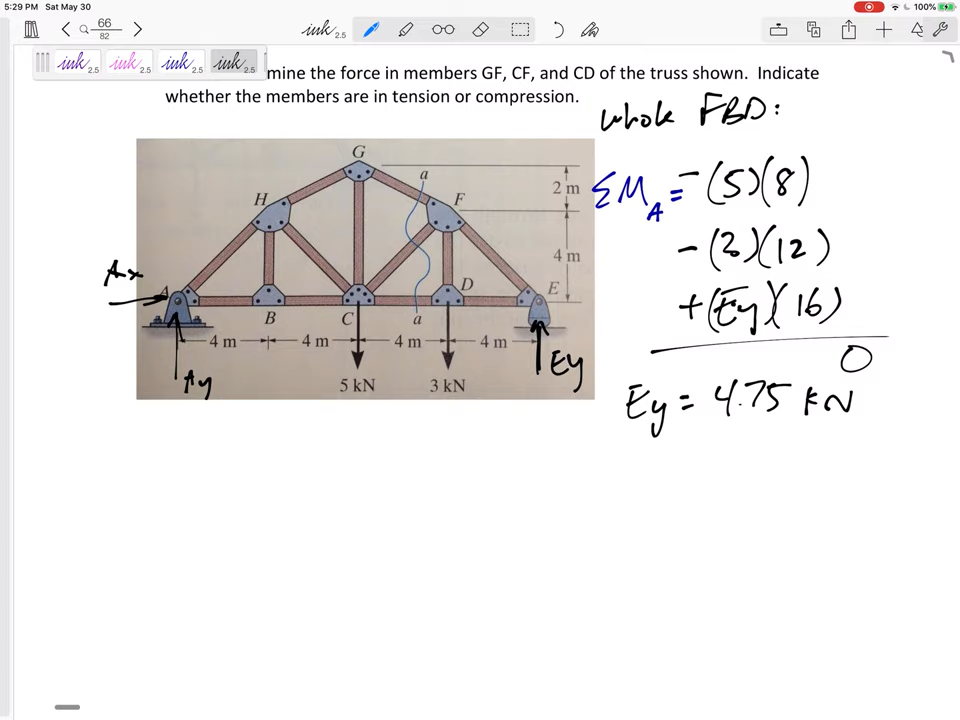 5:29 PM Sat May 30
100%
66
82
ink 2.5
ink 2.5 ink 2.5 ink 2.5 ink 2.5
mine the force in members GF, CF, and CD of the truss shown. Indicate
whether the members are in tension or compression.
Whole FBD:
G
a
2 m
H
F
4 m
Ax
A
B
C
a
D
E
4 m 4 m 4 m 4 m
Ay
Ey
5 kN
3 kN
ΣM_A = -(5)(8)
-(3)(12)
+(Ey)(16)
0
Ey = 4.75 kN